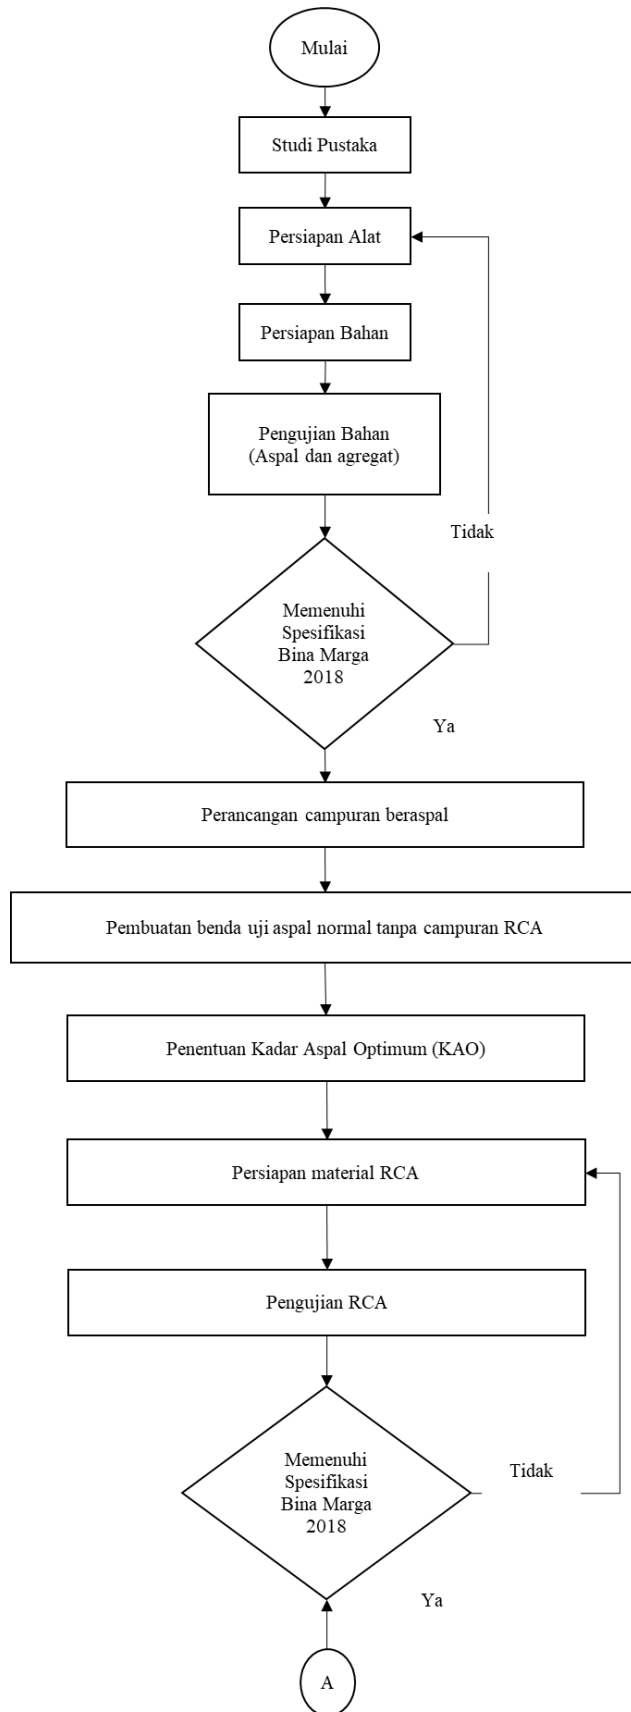 Mulai
Studi Pustaka
Persiapan Alat
Persiapan Bahan
Pengujian Bahan
(Aspal dan agregat)
Tidak
Memenuhi
Spesifikasi
Bina Marga
2018
Ya
Perancangan campuran beraspal
Pembuatan benda uji aspal normal tanpa campuran RCA
Penentuan Kadar Aspal Optimum (KAO)
Persiapan material RCA
Pengujian RCA
Memenuhi
Spesifikasi
Bina Marga
2018
Tidak
Ya
A